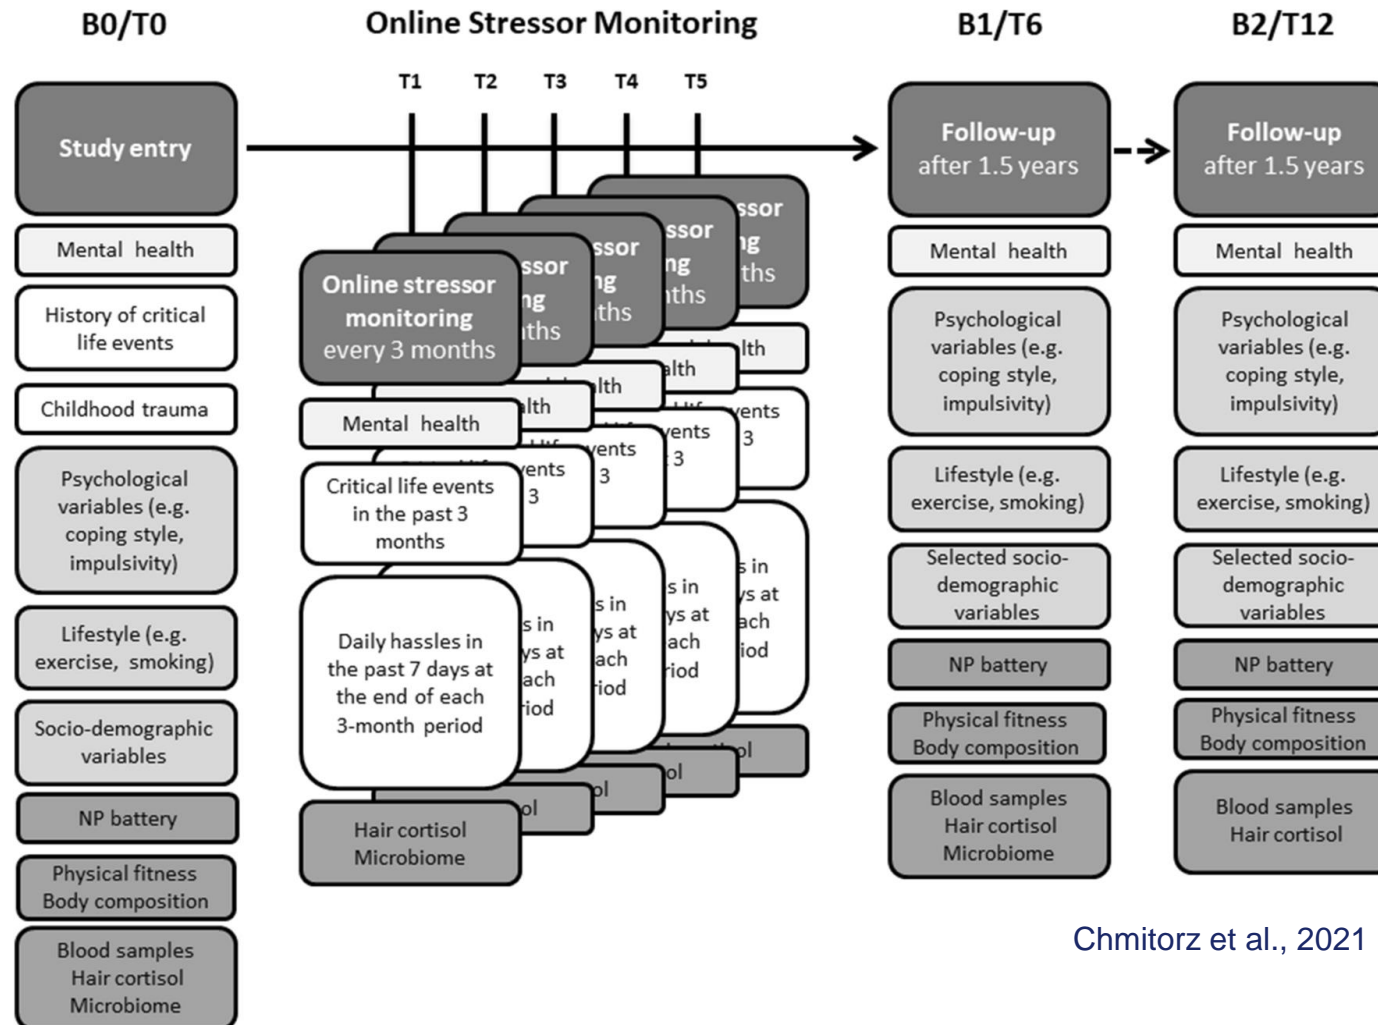 B0/T0
Online Stressor Monitoring
B1/T6
B2/T12
T1
T2
T3
T4
T5
Study entry
Mental health
History of critical
life events
Childhood trauma
Psychological
variables (e.g.
coping style,
impulsivity)
Lifestyle (e.g.
exercise, smoking)
Socio-demographic
variables
NP battery
Physical fitness
Body composition
Blood samples
Hair cortisol
Microbiome
Online stressor
monitoring
every 3 months
Mental health
Critical life events
in the past 3
months
Daily hassles in
the past 7 days at
the end of each
3-month period
Hair cortisol
Microbiome
Follow-up
after 1.5 years
Mental health
Psychological
variables (e.g.
coping style,
impulsivity)
Lifestyle (e.g.
exercise, smoking)
Selected socio-
demographic
variables
NP battery
Physical fitness
Body composition
Blood samples
Hair cortisol
Microbiome
Follow-up
after 1.5 years
Mental health
Psychological
variables (e.g.
coping style,
impulsivity)
Lifestyle (e.g.
exercise, smoking)
Selected socio-
demographic
variables
NP battery
Physical fitness
Body composition
Blood samples
Hair cortisol
Chmitorz et al., 2021